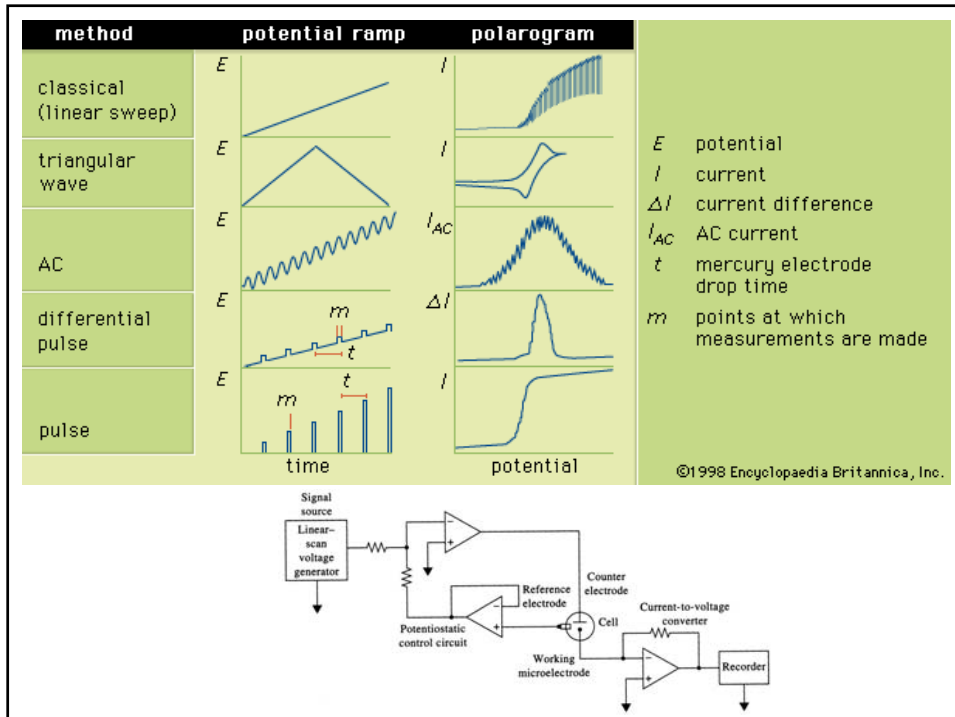 method potential ramp polarogram
classical
(linear sweep)
E
I
triangular
wave
E
I
AC
E
I_AC
differential
pulse
E
m
t
ΔI
pulse
E
m
t
I
time potential
E potential
I current
ΔI current difference
I_AC AC current
t mercury electrode
drop time
m points at which
measurements are made
©1998 Encyclopaedia Britannica, Inc.
Signal
source
Linear–
scan
voltage
generator
−
+
Reference
electrode
−
+
Potentiostatic
control circuit
Counter
electrode
Cell
Working
microelectrode
Current-to-voltage
converter
−
+
Recorder